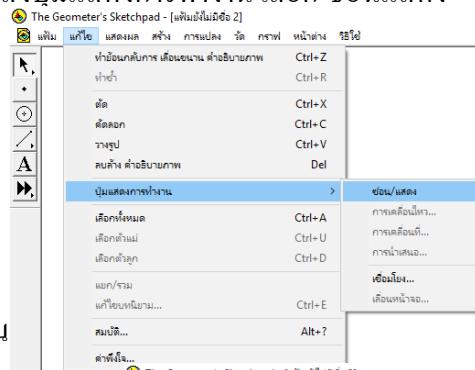 The Geometer's Sketchpad - [แฟ้มยังไม่มีชื่อ 2]
แฟ้ม แก้ไข แสดงผล สร้าง การแปลง วัด กราฟ หน้าต่าง วิธีใช้
ทำย้อนกลับการ เลื่อนขนาน คำอธิบายภาพ Ctrl+Z
ทำซ้ำ Ctrl+R
ตัด Ctrl+X
คัดลอก Ctrl+C
วางรูป Ctrl+V
ลบล้าง คำอธิบายภาพ Del
ปุ่มแสดงการทำงาน >
ซ่อน/แสดง
การเคลื่อนไหว...
การเคลื่อนที่...
การนำเสนอ...
เชื่อมโยง...
เลื่อนหน้าจอ...
เลือกทั้งหมด Ctrl+A
เลือกตัวแม่ Ctrl+U
เลือกตัวลูก Ctrl+D
แยก/รวม
แก้ไขบทนิยาม... Ctrl+E
สมบัติ... Alt+?
ค่าพึงใจ...